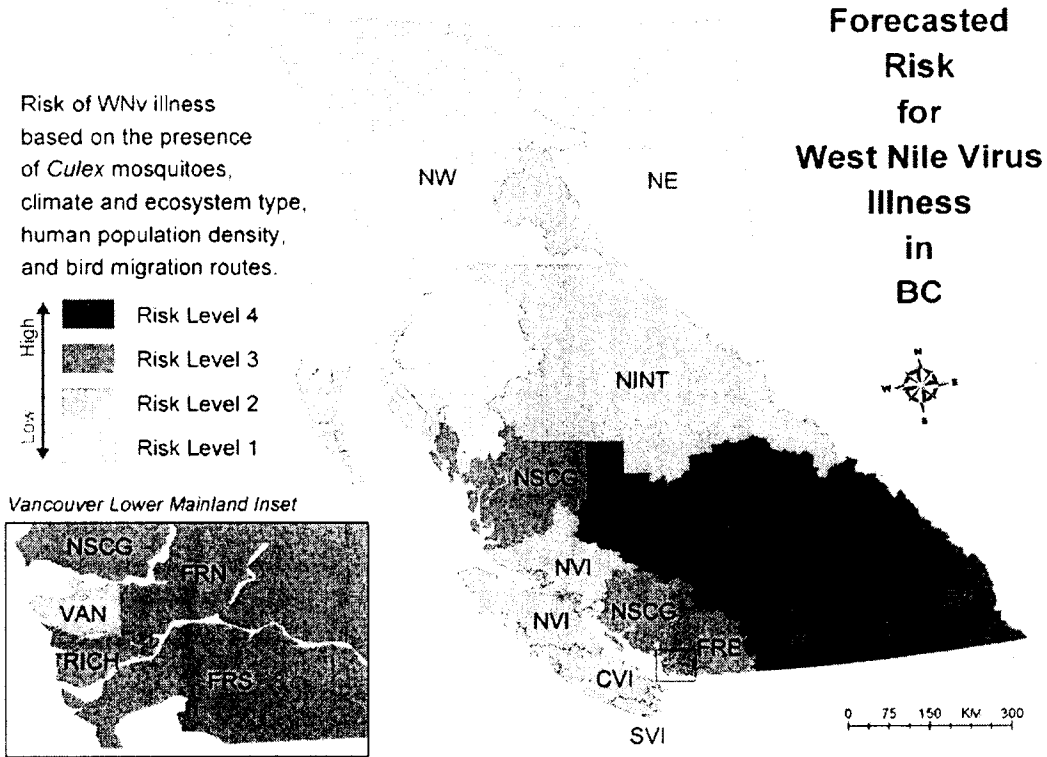 Forecasted
Risk
for
West Nile Virus
Illness
in
BC
Risk of WNv illness
based on the presence
of Culex mosquitoes,
climate and ecosystem type,
human population density,
and bird migration routes.
High
Low
Risk Level 4
Risk Level 3
Risk Level 2
Risk Level 1
NW
NE
NINT
NSCG
NVI
NVI
NSCG
FRE
CVI
SVI
N
W
E
S
0 75 150 KM 300
Vancouver Lower Mainland Inset
NSCG
FRN
VAN
RICH
FRS